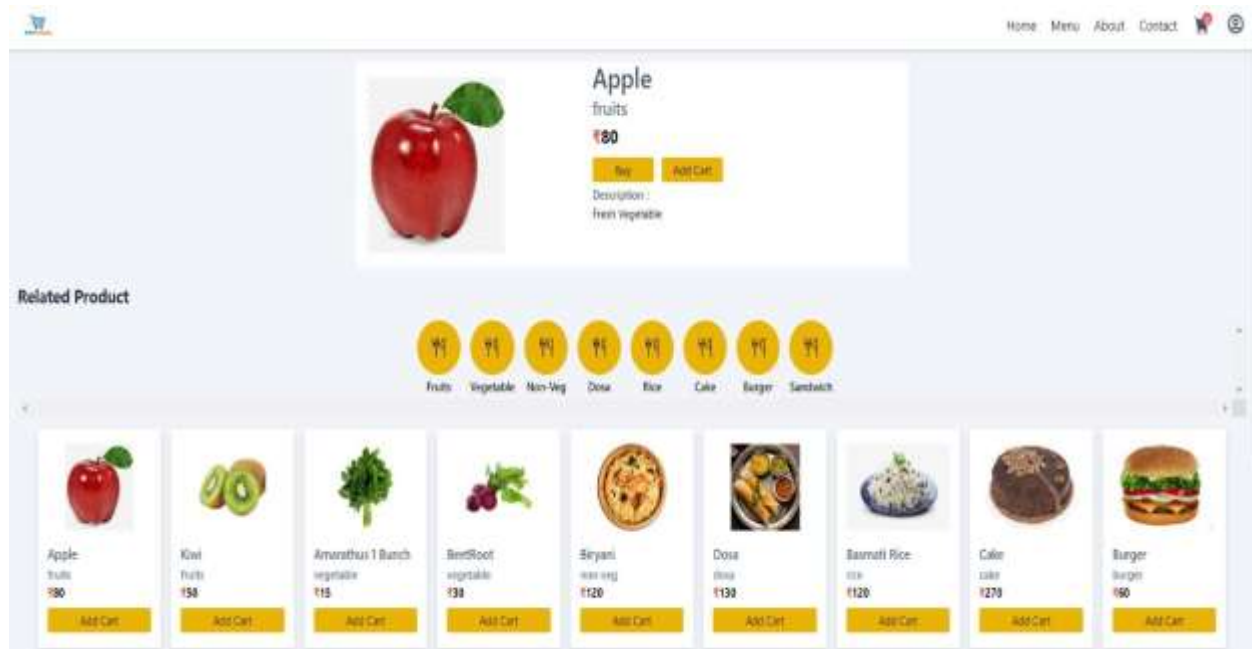 Home Menu About Contact
Apple
fruits
₹80
Buy Add Cart
Description :
Fresh Vegetable
Related Product
Fruits Vegetable Non-Veg Dosa Rice Cake Burger Sandwich
Apple Kiwi Amarathus 1 Bunch BeetRoot Biryani Dosa Basmati Rice Cake Burger
fruits fruits vegetable vegetable non veg dosa rice cake burger
₹80 ₹50 ₹15 ₹30 ₹120 ₹130 ₹120 ₹270 ₹60
Add Cart Add Cart Add Cart Add Cart Add Cart Add Cart Add Cart Add Cart Add Cart